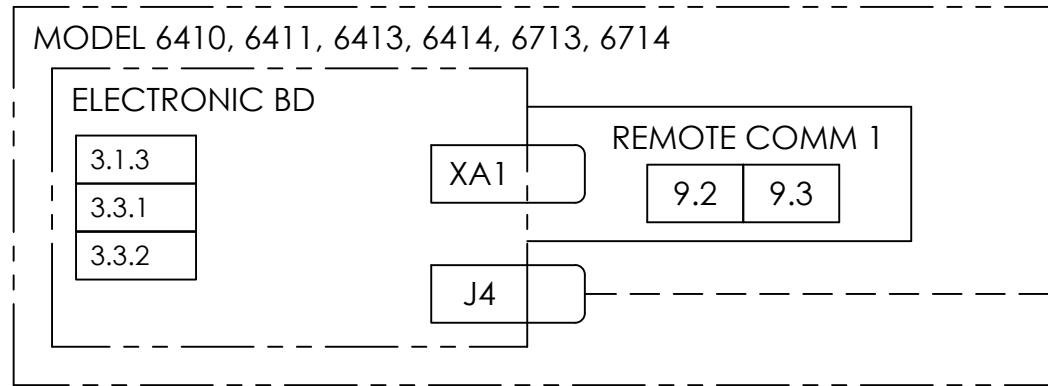 MODEL 6410, 6411, 6413, 6414, 6713, 6714
ELECTRONIC BD
3.1.3
3.3.1
3.3.2
XA1
REMOTE COMM 1
9.2 9.3
J4